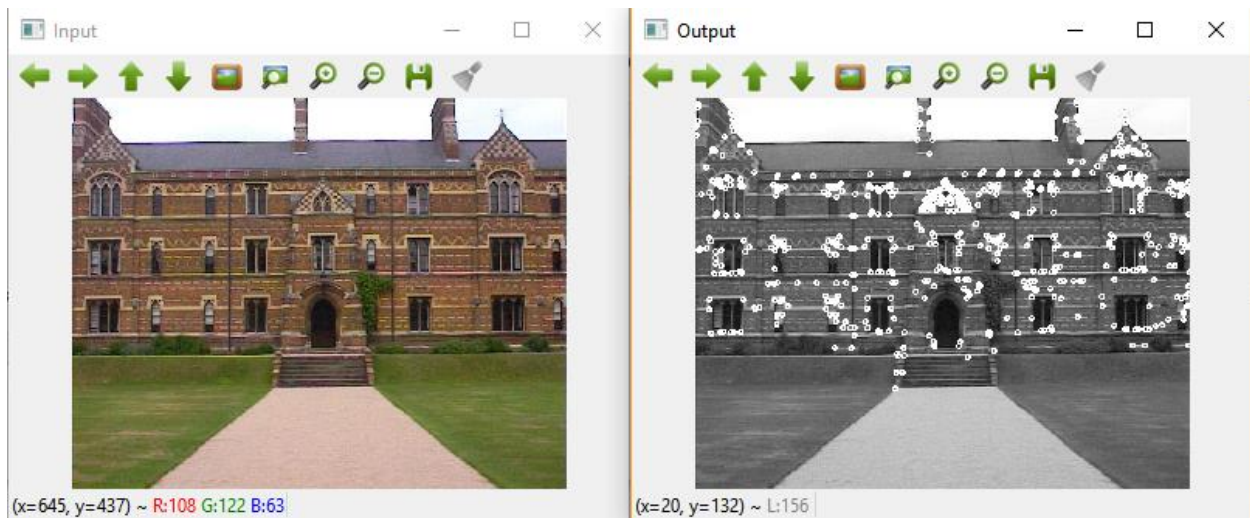 Input
Output
(x=645, y=437) ~ R:108 G:122 B:63
(x=20, y=132) ~ L:156